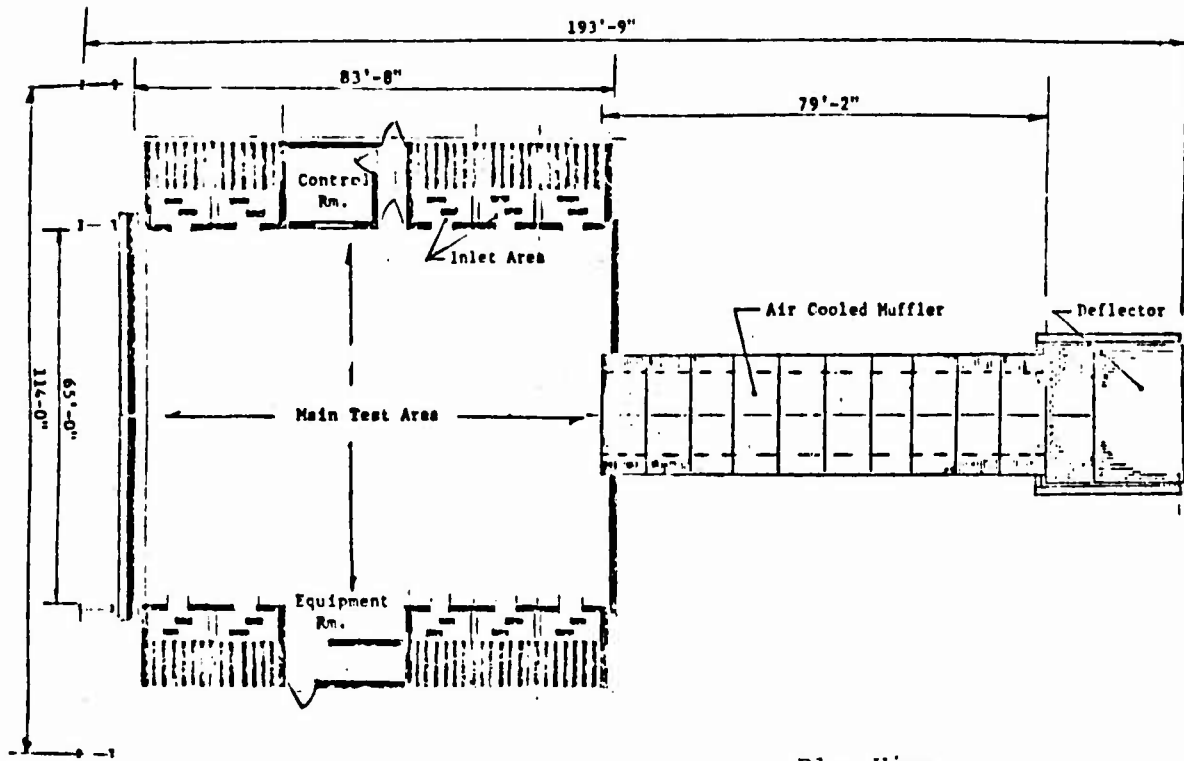 193'-9"
83'-8"
79'-2"
Control
Rm.
Inlet Area
Air Cooled Muffler
Deflector
114'-0"
65'-0"
Main Test Area
Equipment
Rm.
Plan View